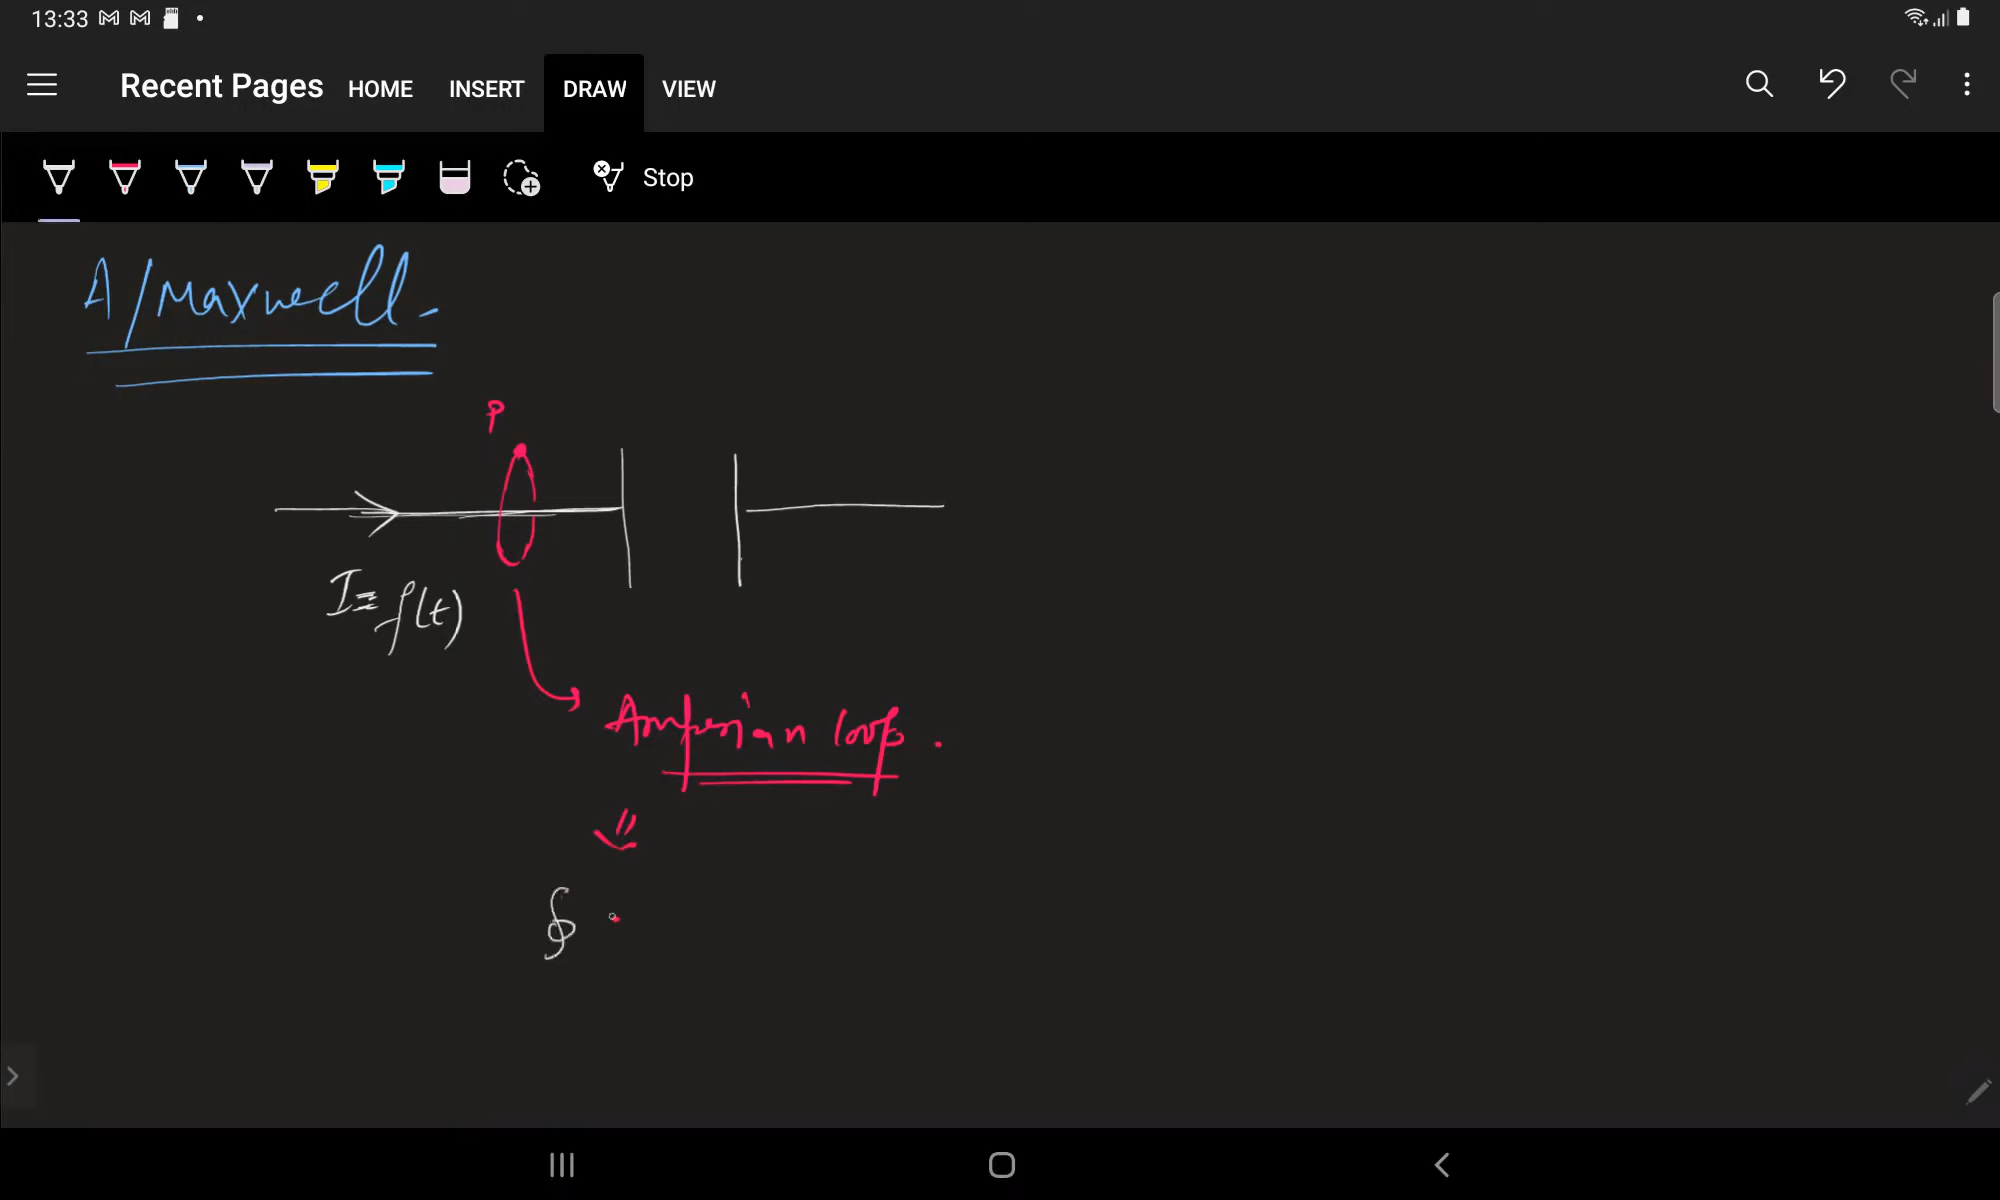 13:33
Recent Pages HOME INSERT DRAW VIEW
Stop
A/Maxwell.
P
I = f(t)
Amperian loop.
∮